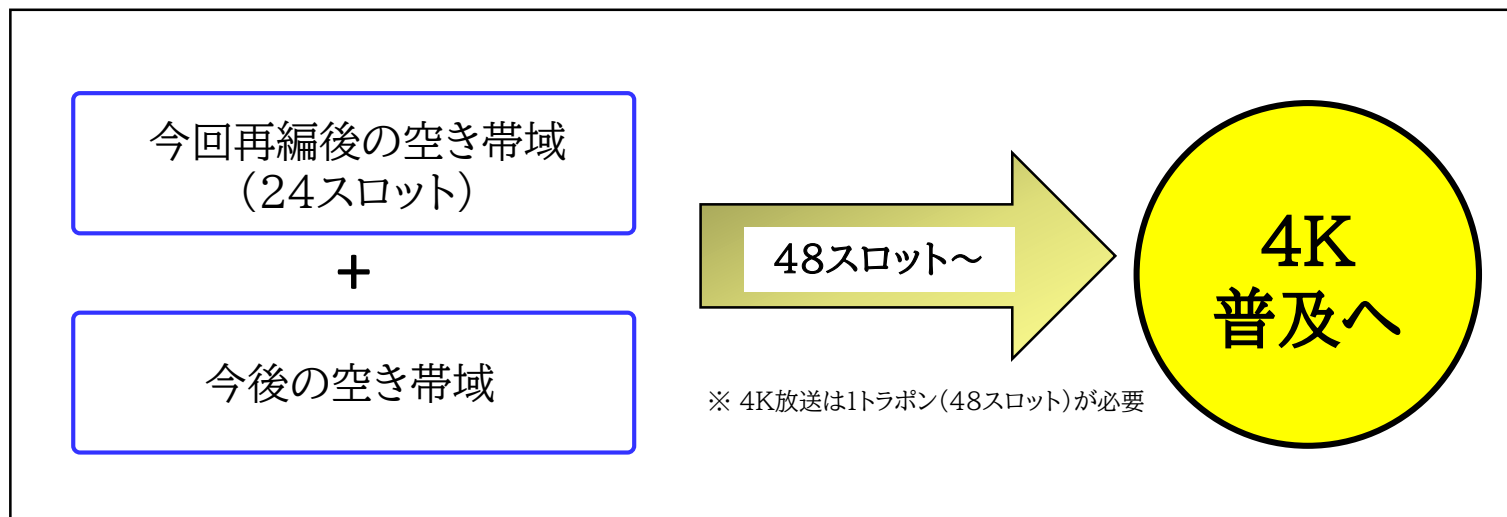 今回再編後の空き帯域
（24スロット）
+
今後の空き帯域
48スロット～
※ 4K放送は1トラポン（48スロット）が必要
4K
普及へ